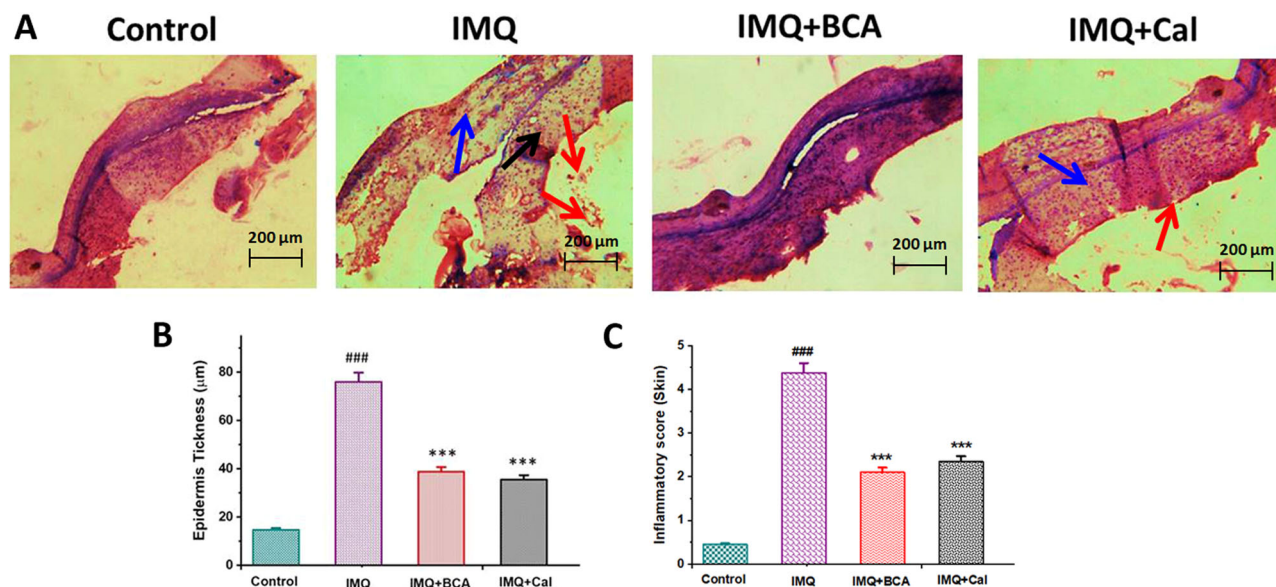 A
Control
IMQ
IMQ+BCA
IMQ+Cal
200 µm
200 µm
200 µm
200 µm
B
Epidermis Tickness (µm)
80
60
40
20
0
###
***
***
Control
IMQ
IMQ+BCA
IMQ+Cal
C
Inflammatory score (Skin)
5
4
3
2
1
0
###
***
***
Control
IMQ
IMQ+BCA
IMQ+Cal